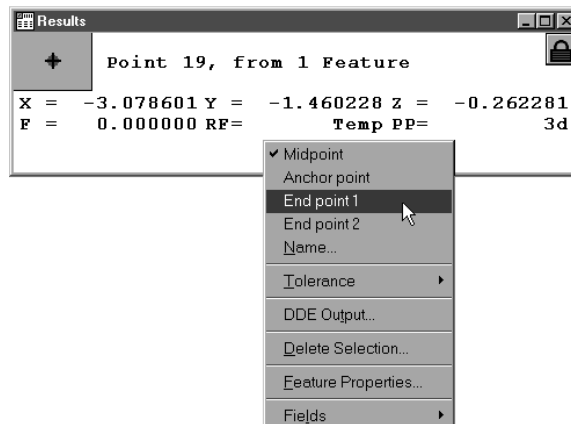 Results
Point 19, from 1 Feature
X = -3.078601 Y = -1.460228 Z = -0.262281
F = 0.000000 RF= Temp PP= 3d
Midpoint
Anchor point
End point 1
End point 2
Name...
Tolerance
DDE Output...
Delete Selection...
Feature Properties...
Fields